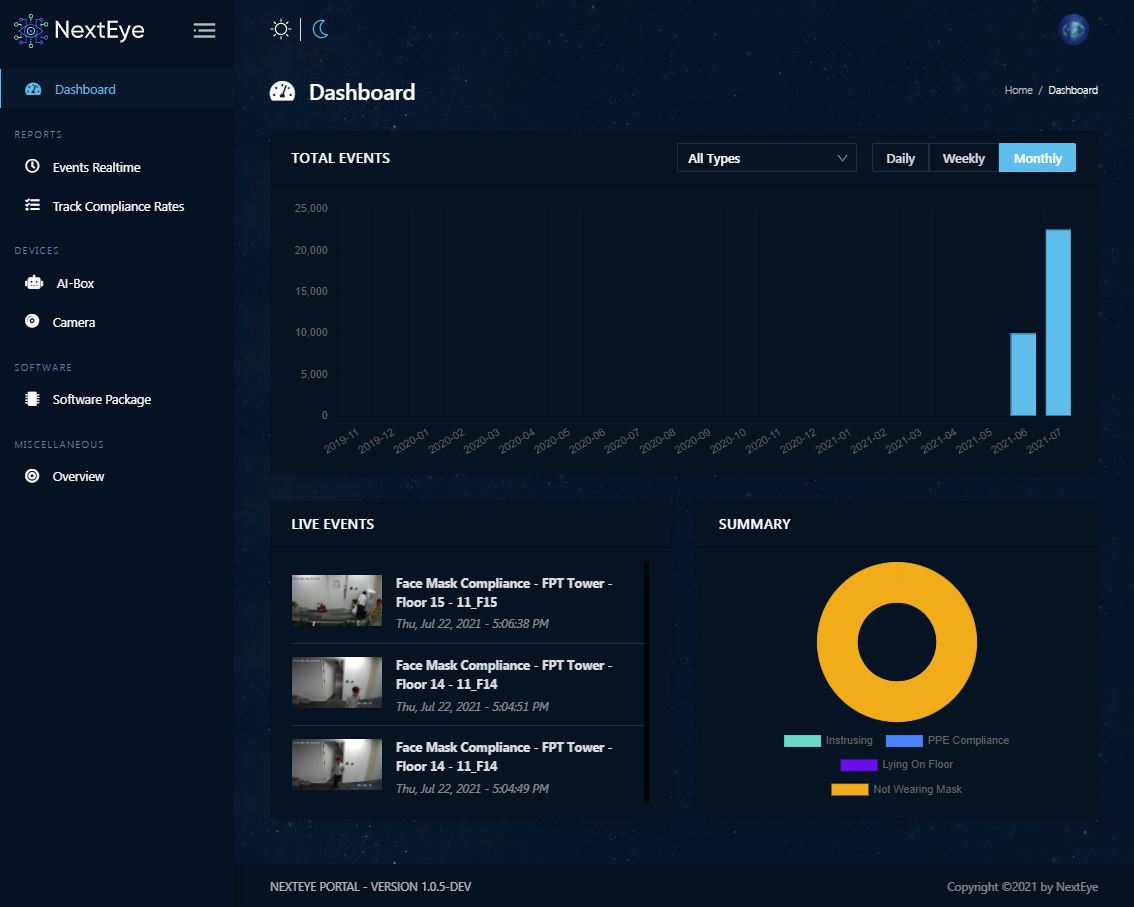 NextEye
Dashboard
REPORTS
Events Realtime
Track Compliance Rates
DEVICES
AI-Box
Camera
SOFTWARE
Software Package
MISCELLANEOUS
Overview
Dashboard
Home / Dashboard
TOTAL EVENTS
All Types
Daily
Weekly
Monthly
25,000
20,000
15,000
10,000
5,000
0
2019-11
2019-12
2020-01
2020-02
2020-03
2020-04
2020-05
2020-06
2020-07
2020-08
2020-09
2020-10
2020-11
2020-12
2021-01
2021-02
2021-03
2021-04
2021-05
2021-06
2021-07
LIVE EVENTS
Face Mask Compliance - FPT Tower -
Floor 15 - 11_F15
Thu, Jul 22, 2021 - 5:06:38 PM
Face Mask Compliance - FPT Tower -
Floor 14 - 11_F14
Thu, Jul 22, 2021 - 5:04:51 PM
Face Mask Compliance - FPT Tower -
Floor 14 - 11_F14
Thu, Jul 22, 2021 - 5:04:49 PM
SUMMARY
Instrusing
PPE Compliance
Lying On Floor
Not Wearing Mask
NEXTEYE PORTAL - VERSION 1.0.5-DEV
Copyright ©2021 by NextEye